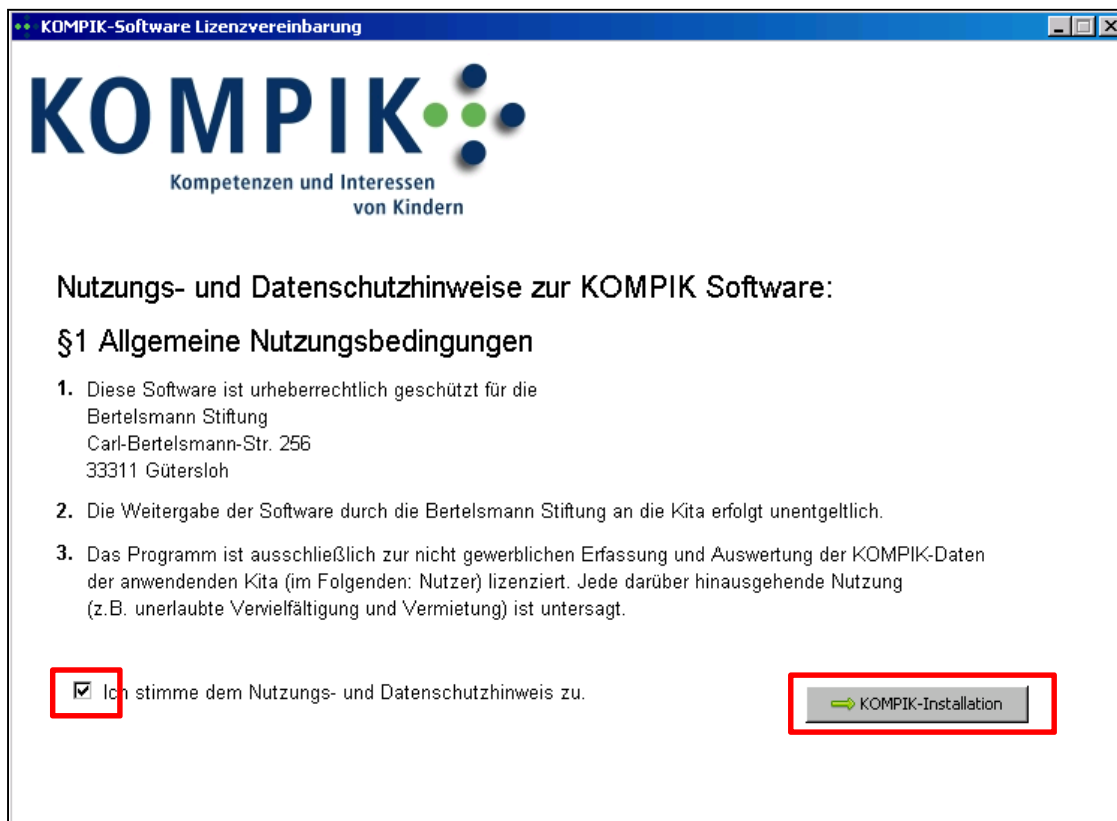 KOMPIK-Software Lizenzvereinbarung
KOMPIK
Kompetenzen und Interessen
von Kindern
Nutzungs- und Datenschutzhinweise zur KOMPIK Software:
§1 Allgemeine Nutzungsbedingungen
1. Diese Software ist urheberrechtlich geschützt für die
Bertelsmann Stiftung
Carl-Bertelsmann-Str. 256
33311 Gütersloh
2. Die Weitergabe der Software durch die Bertelsmann Stiftung an die Kita erfolgt unentgeltlich.
3. Das Programm ist ausschließlich zur nicht gewerblichen Erfassung und Auswertung der KOMPIK-Daten
der anwendenden Kita (im Folgenden: Nutzer) lizenziert. Jede darüber hinausgehende Nutzung
(z.B. unerlaubte Vervielfältigung und Vermietung) ist untersagt.
Ich stimme dem Nutzungs- und Datenschutzhinweis zu.
KOMPIK-Installation